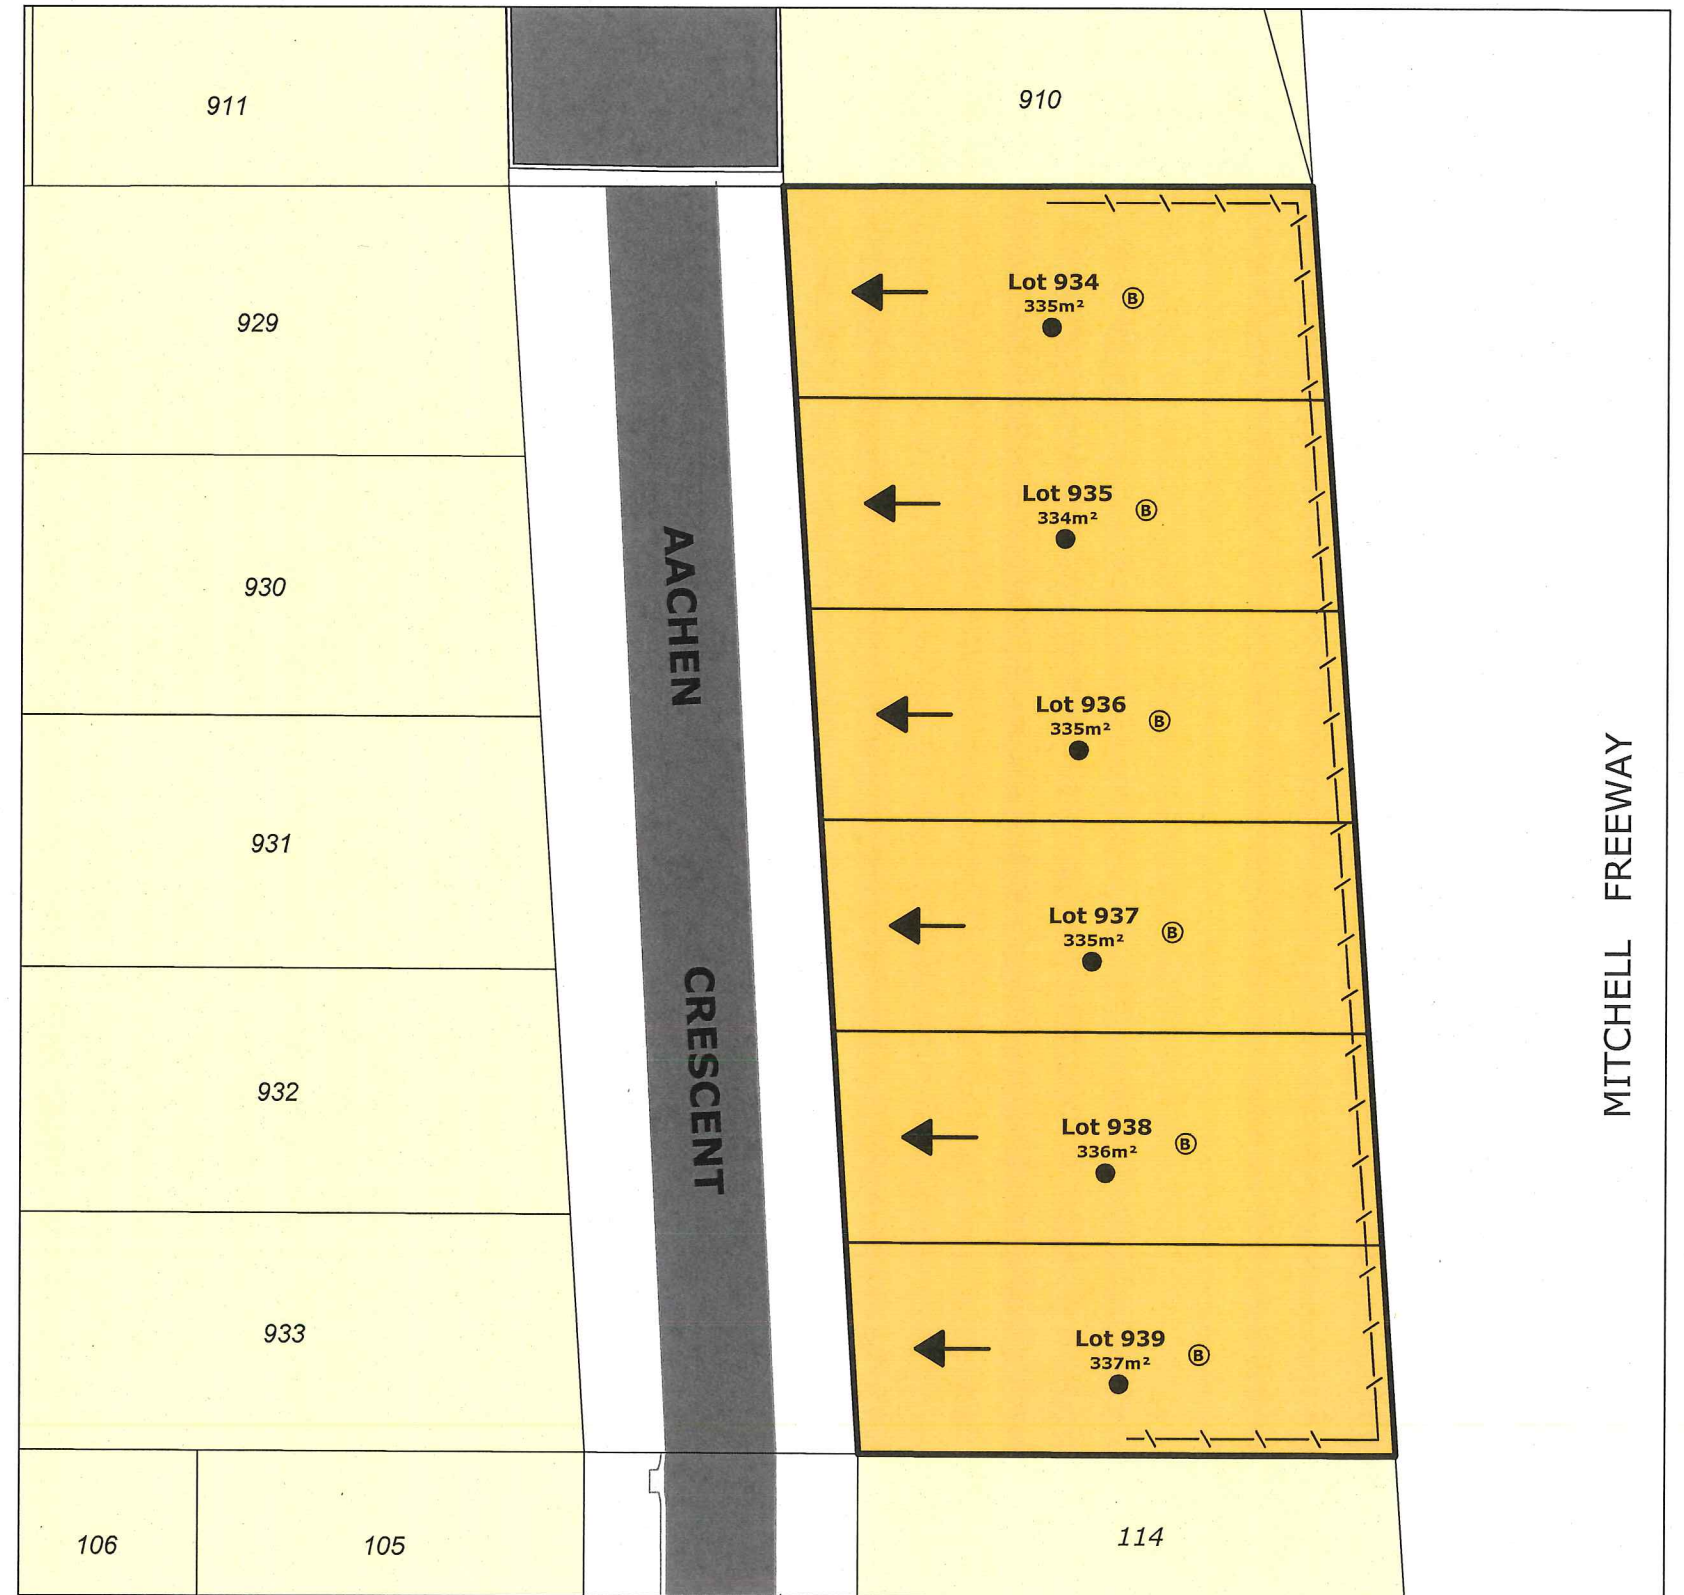 911
910
929
Lot 934
335m²
B
930
Lot 935
334m²
B
AACHEN CRESCENT
Lot 936
335m²
B
931
Lot 937
335m²
B
MITCHELL FREEWAY
932
Lot 938
336m²
B
933
Lot 939
337m²
B
106
105
114